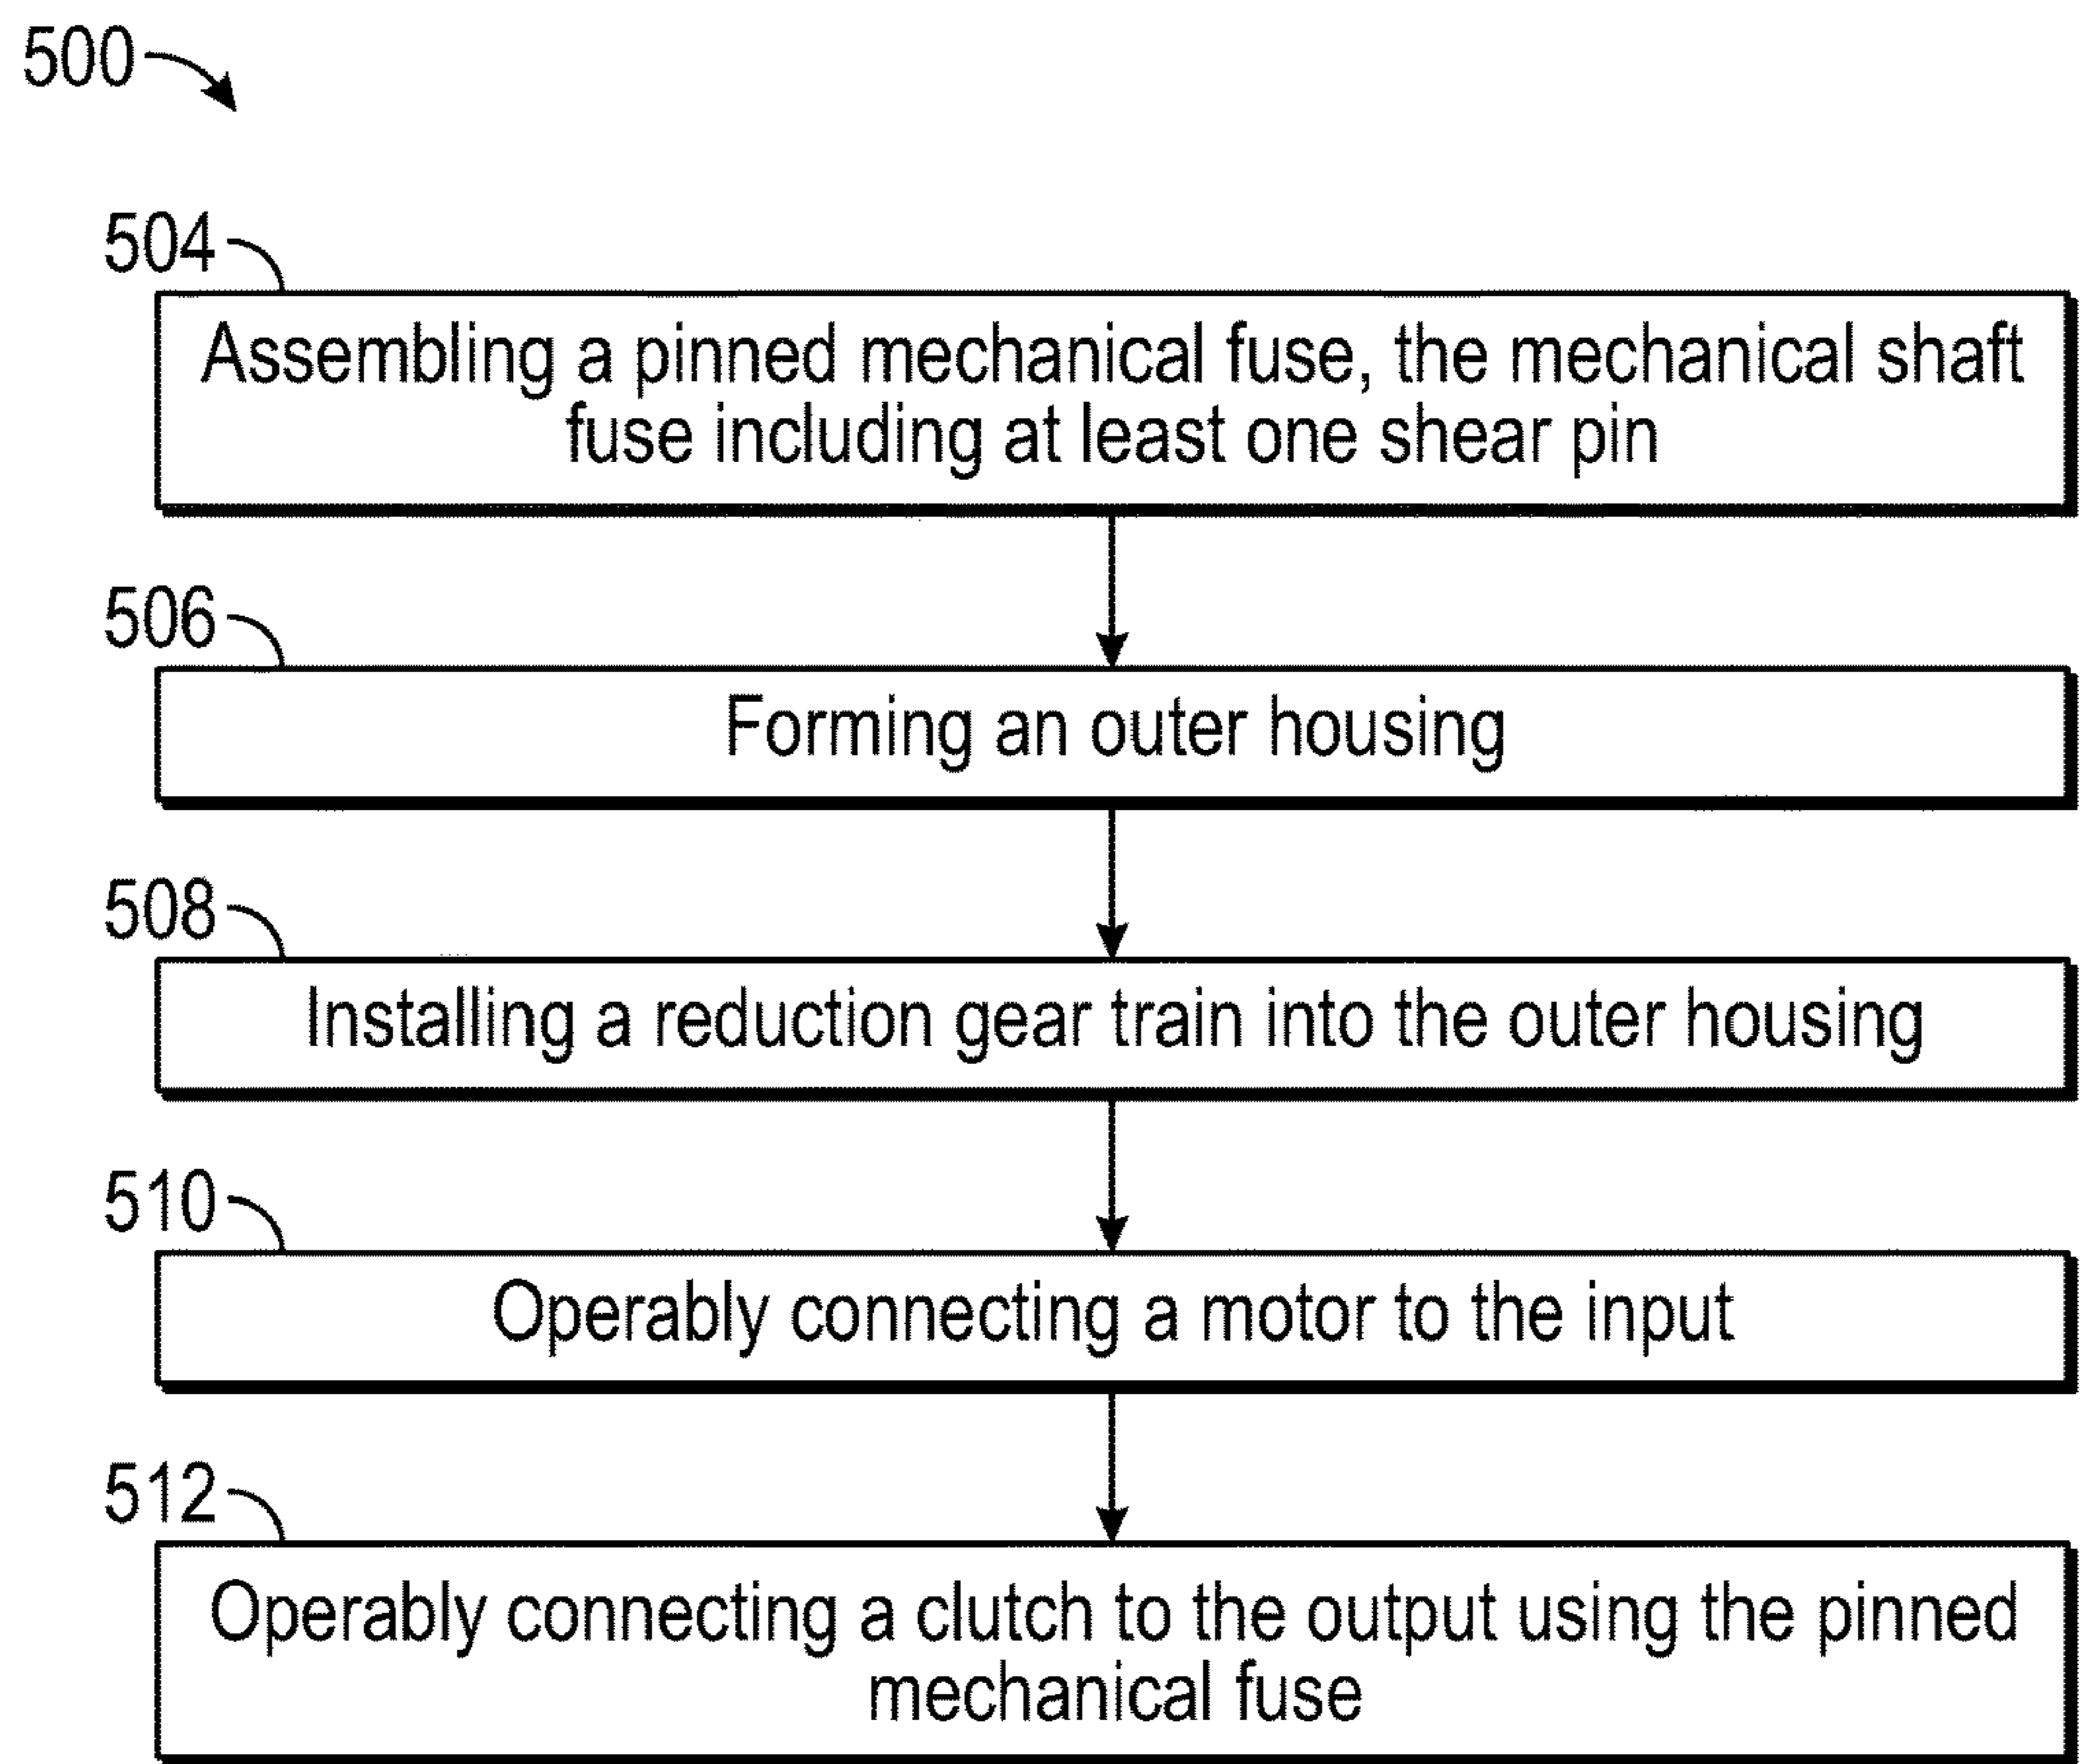 500
504
Assembling a pinned mechanical fuse, the mechanical shaft
fuse including at least one shear pin
506
Forming an outer housing
508
Installing a reduction gear train into the outer housing
510
Operably connecting a motor to the input
512
Operably connecting a clutch to the output using the pinned
mechanical fuse